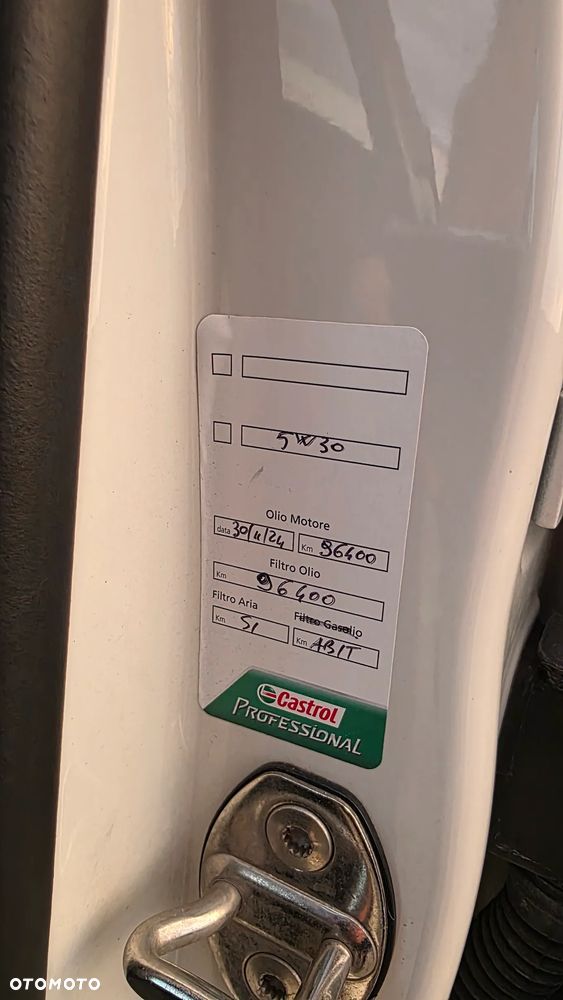 5W30
Olio Motore
data 30/4/24 Km 96400
Filtro Olio
Km 96400
Filtro Aria Filtro Gasolio
Km SI Km ABIT
Castrol
PROFESSIONAL
OTOMOTO